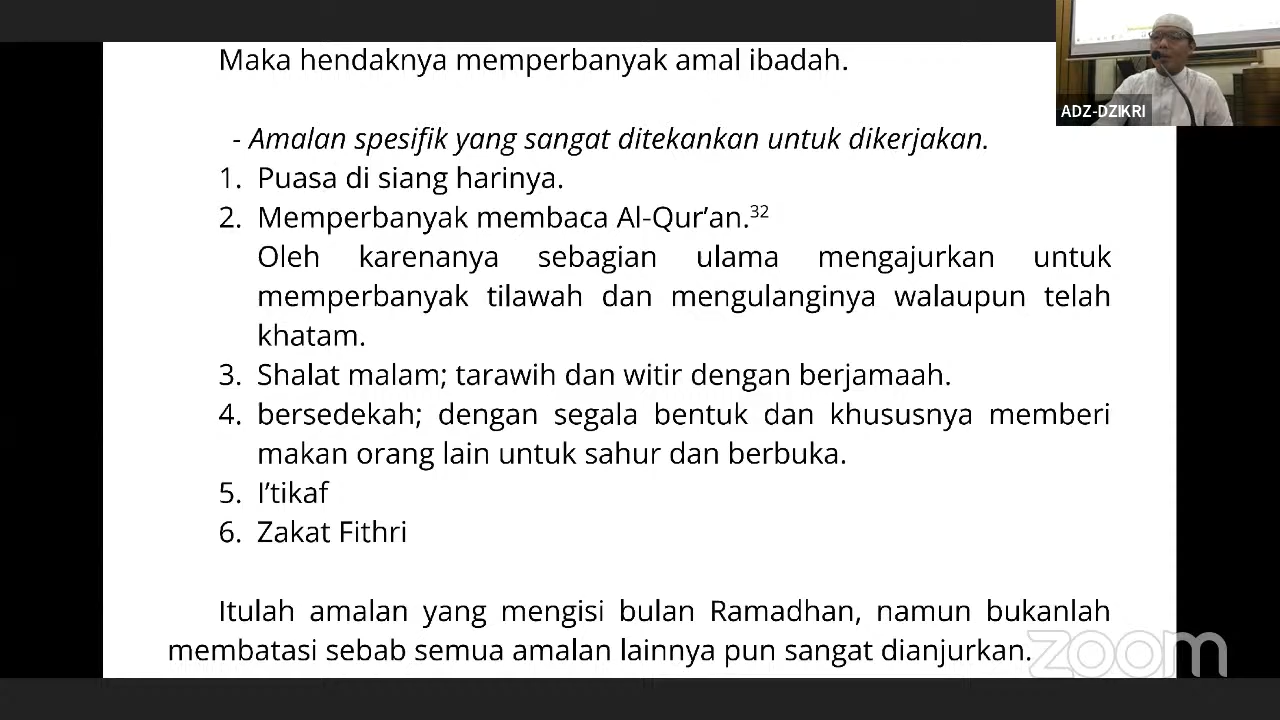 Maka hendaknya memperbanyak amal ibadah.
ADZ-DZIKRI
- Amalan spesifik yang sangat ditekankan untuk dikerjakan.
1. Puasa di siang harinya.
2. Memperbanyak membaca Al-Qur’an.³²
Oleh karenanya sebagian ulama mengajurkan untuk
memperbanyak tilawah dan mengulanginya walaupun telah
khatam.
3. Shalat malam; tarawih dan witir dengan berjamaah.
4. bersedekah; dengan segala bentuk dan khususnya memberi
makan orang lain untuk sahur dan berbuka.
5. I’tikaf
6. Zakat Fithri
Itulah amalan yang mengisi bulan Ramadhan, namun bukanlah
membatasi sebab semua amalan lainnya pun sangat dianjurkan.
zoom